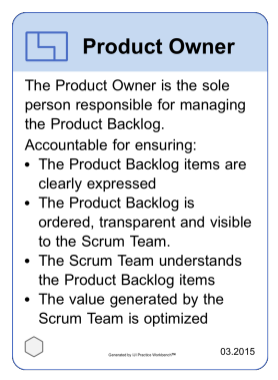 Product Owner
The Product Owner is the sole
person responsible for managing
the Product Backlog.
Accountable for ensuring:
• The Product Backlog items are
clearly expressed
• The Product Backlog is
ordered, transparent and visible
to the Scrum Team.
• The Scrum Team understands
the Product Backlog items
• The value generated by the
Scrum Team is optimized
Generated by IJI Practice Workbench™
03.2015